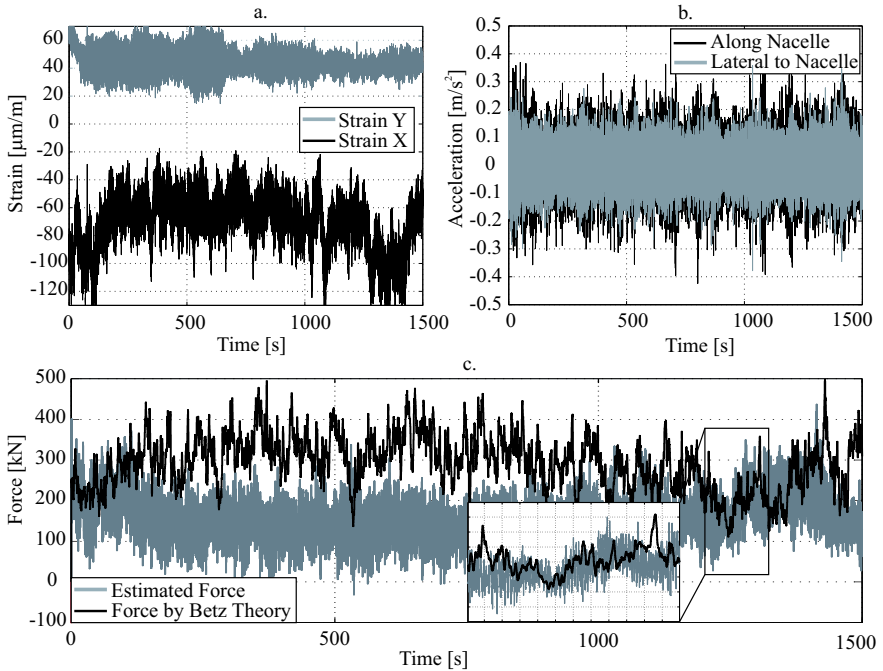 a.
60
40
20
0
-20
-40
-60
-80
-100
-120
Strain [μm/m]
Strain Y
Strain X
0
500
1000
1500
Time [s]
b.
0.5
0.4
0.3
0.2
0.1
0
-0.1
-0.2
-0.3
-0.4
-0.5
Acceleration [m/s²]
Along Nacelle
Lateral to Nacelle
0
500
1000
1500
Time [s]
c.
500
400
300
200
100
0
-100
Force [kN]
Estimated Force
Force by Betz Theory
0
500
1000
1500
Time [s]